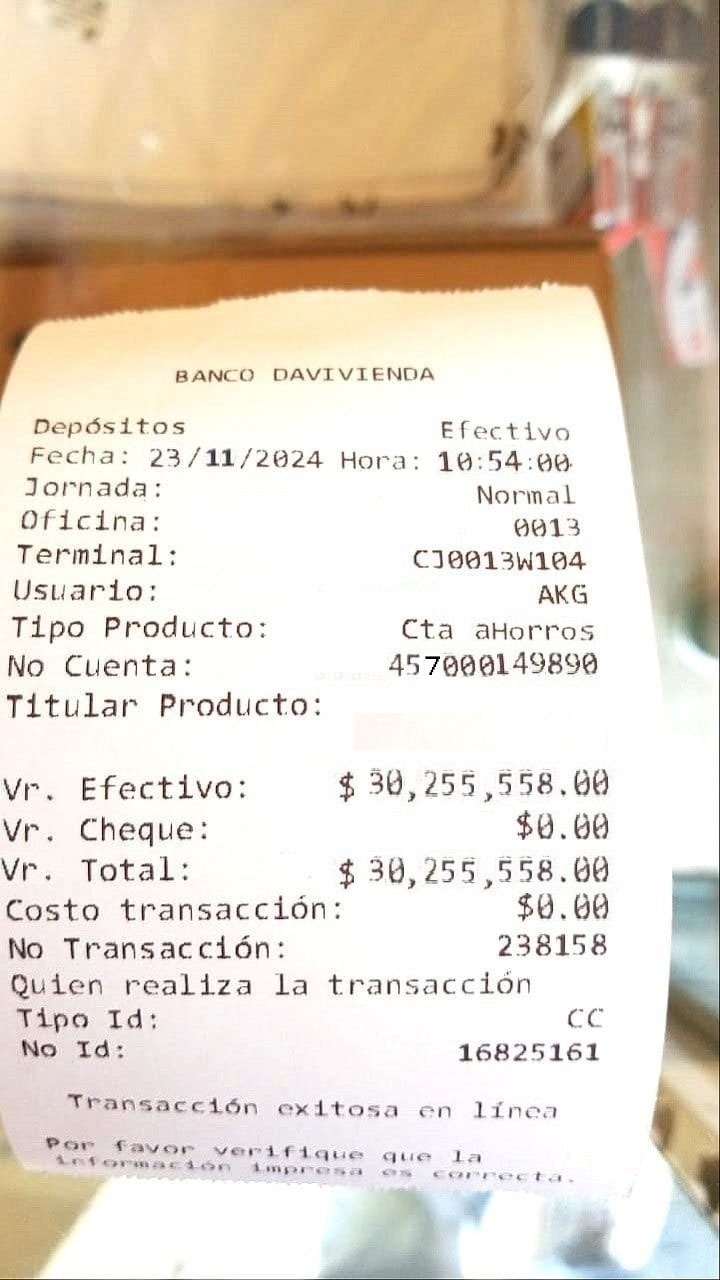 BANCO DAVIVIENDA
Depósitos Efectivo
Fecha: 23/11/2024 Hora: 10:54:00
Jornada: Normal
Oficina: 0013
Terminal: CJ0013W104
Usuario: AKG
Tipo Producto: Cta aHorros
No Cuenta: 457000149890
Titular Producto:
Vr. Efectivo: $ 30,255,558.00
Vr. Cheque: $0.00
Vr. Total: $ 30,255,558.00
Costo transacción: $0.00
No Transacción: 238158
Quien realiza la transacción
Tipo Id: CC
No Id: 16825161
Transacción exitosa en línea
Por favor verifique que la
información impresa es correcta.